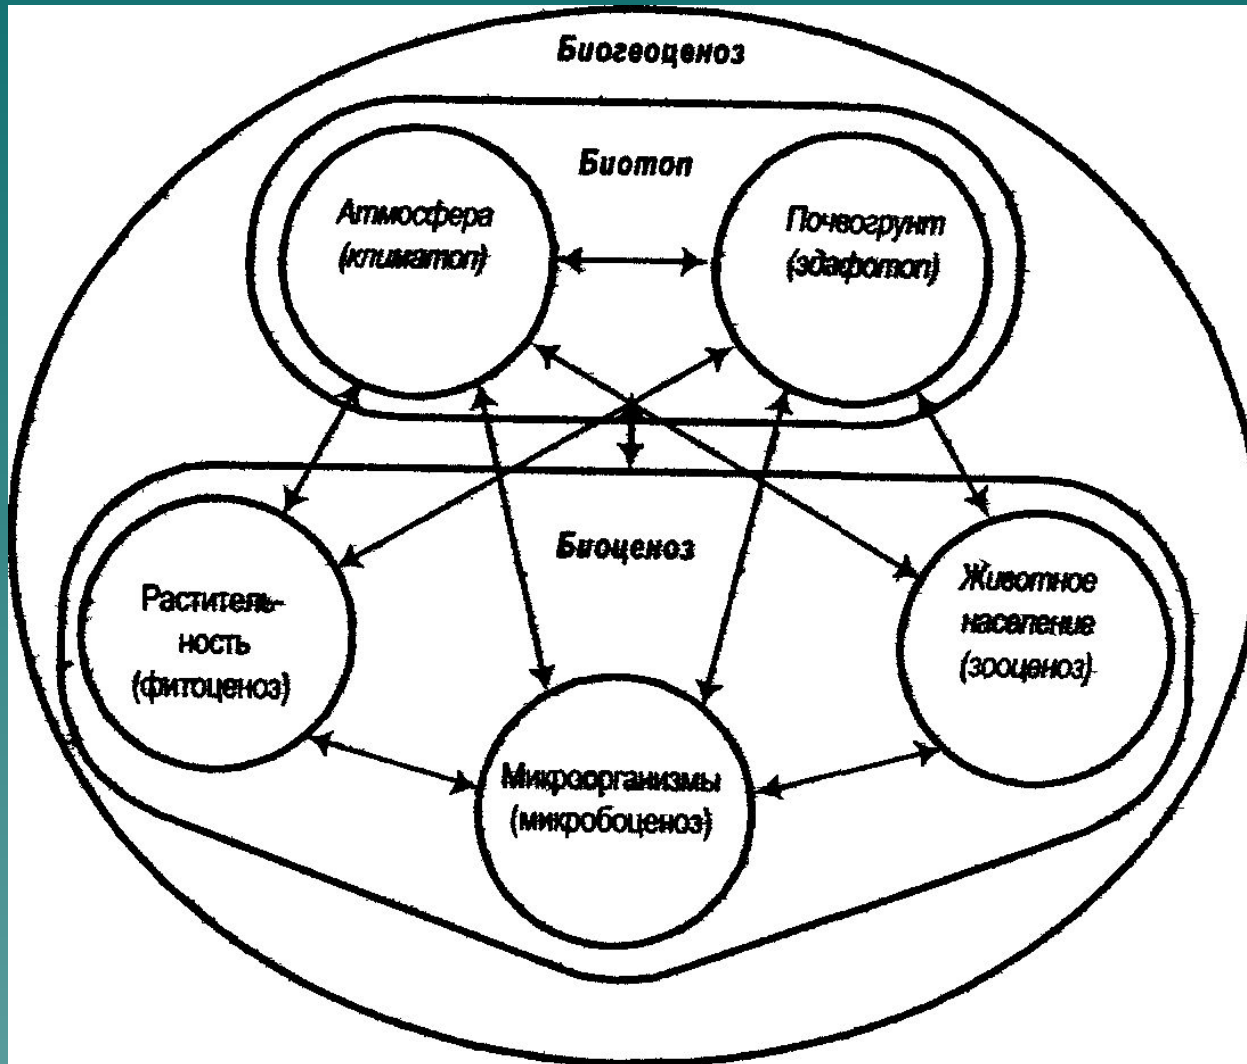 Биогеоценоз
Биотоп
Атмосфера
(климатоп)
Почвогрунт
(эдафотоп)
Биоценоз
Раститель-
ность
(фитоценоз)
Животное
население
(зооценоз)
Микроорганизмы
(микробоценоз)